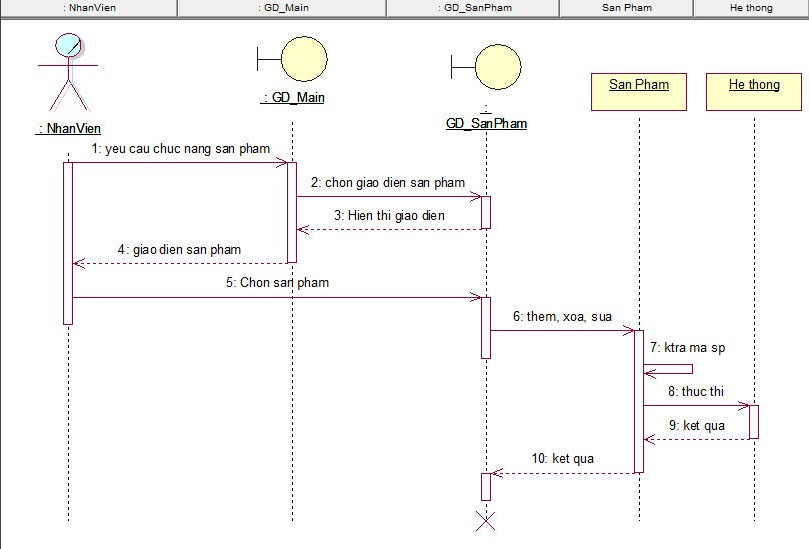 : NhanVien
: GD_Main
: GD_SanPham
San Pham
He thong
: NhanVien
: GD_Main
:
GD_SanPham
San Pham
He thong
1: yeu cau chuc nang san pham
2: chon giao dien san pham
3: Hien thi giao dien
4: giao dien san pham
5: Chon san pham
6: them, xoa, sua
7: ktra ma sp
8: thuc thi
9: ket qua
10: ket qua